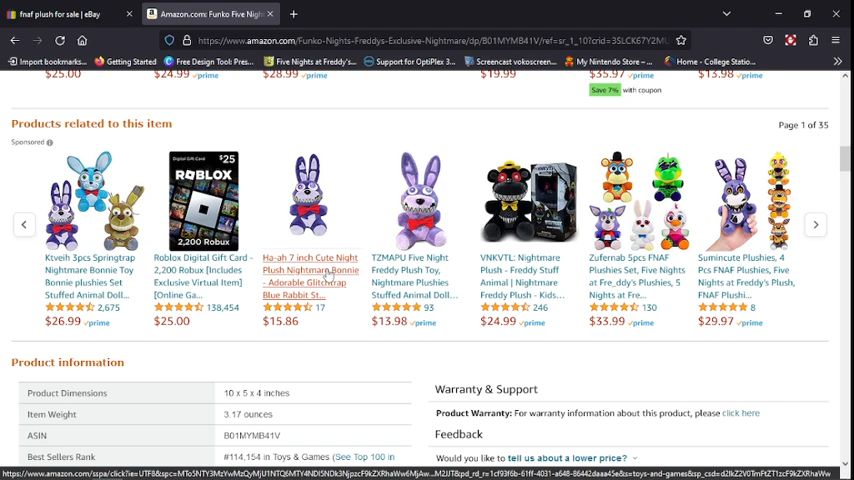 fnaf plush for sale | eBay
Amazon.com: Funko Five Nigh
https://www.amazon.com/Funko-Nights-Freddys-Exclusive-Nightmare/dp/B01MYMB41V/ref=sr_1_10?crid=3SLCK67Y2MU
Import bookmarks...
Getting Started
Free Design Tool: Pres...
Five Nights at Freddy's...
Support for OptiPlex 3...
Screencast vokoscreen...
My Nintendo Store – ...
Home - College Statio...
$25.00
$24.99 prime
$28.99 prime
$19.99
$35.97 prime
$13.98 prime
Save 7% with coupon
Products related to this item
Page 1 of 35
Sponsored
Digital Gift Card $25
ROBLOX
2,200 Robux
Ktveih 3pcs Springtrap
Nightmare Bonnie Toy
Bonnie plushies Set
Stuffed Animal Doll...
2,675
$26.99 prime
Roblox Digital Gift Card -
2,200 Robux [Includes
Exclusive Virtual Item]
[Online Ga...
138,454
$25.00
Ha-ah 7 inch Cute Night
Plush Nightmare Bonnie
- Adorable Glitchtrap
Blue Rabbit St...
17
$15.86
TZMAPU Five Night
Freddy Plush Toy,
Nightmare Plushies
Stuffed Animal Doll...
93
$13.98 prime
VNKVTL: Nightmare
Plush - Freddy Stuff
Animal | Nightmare
Freddy Plush - Kids...
246
$24.99 prime
Zufernab 5pcs FNAF
Plushies Set, Five Nights
at Fre_ddy's Plushies, 5
Nights at Fre...
130
$33.99 prime
Sumincute Plushies, 4
Pcs FNAF Plushies, Five
Nights at Freddy's Plush,
FNAF Plushi...
8
$29.97 prime
Product information
Product Dimensions 10 x 5 x 4 inches
Item Weight 3.17 ounces
ASIN B01MYMB41V
Best Sellers Rank #114,154 in Toys & Games (See Top 100 in
Warranty & Support
Product Warranty: For warranty information about this product, please click here
Feedback
Would you like to tell us about a lower price?